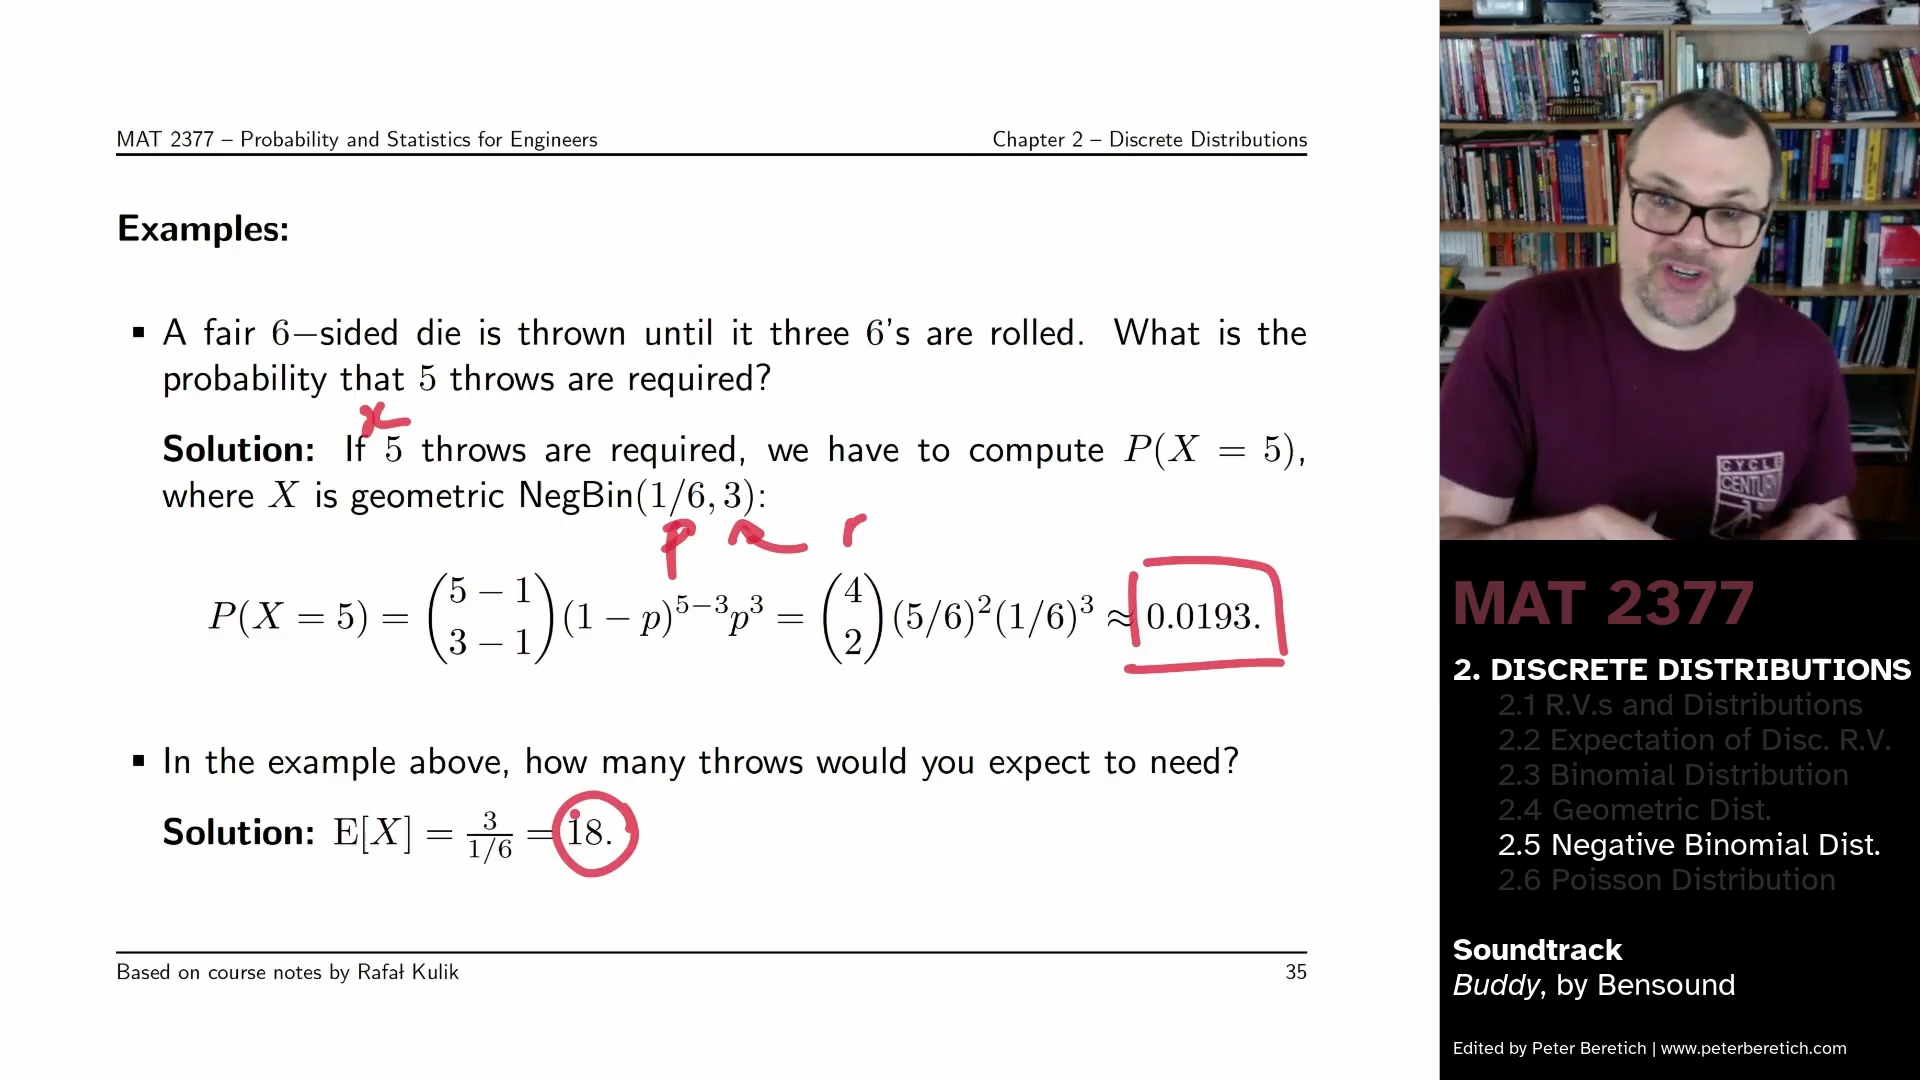 MAT 2377 – Probability and Statistics for Engineers
Chapter 2 – Discrete Distributions
Examples:
▪ A fair 6−sided die is thrown until it three 6's are rolled. What is the
probability that 5 throws are required?
x
Solution: If 5 throws are required, we have to compute P(X = 5),
where X is geometric NegBin(1/6, 3):
p r
P(X = 5) = (5 − 1 3 − 1)(1 − p)^{5−3}p^3 = (4 2)(5/6)^2(1/6)^3 ≈ 0.0193.
▪ In the example above, how many throws would you expect to need?
Solution: E[X] = 3/(1/6) = 18.
Based on course notes by Rafał Kulik
35
CYCLE
CENTURY
MAT 2377
2. DISCRETE DISTRIBUTIONS
2.1 R.V.s and Distributions
2.2 Expectation of Disc. R.V.
2.3 Binomial Distribution
2.4 Geometric Dist.
2.5 Negative Binomial Dist.
2.6 Poisson Distribution
Soundtrack
Buddy, by Bensound
Edited by Peter Beretich | www.peterberetich.com